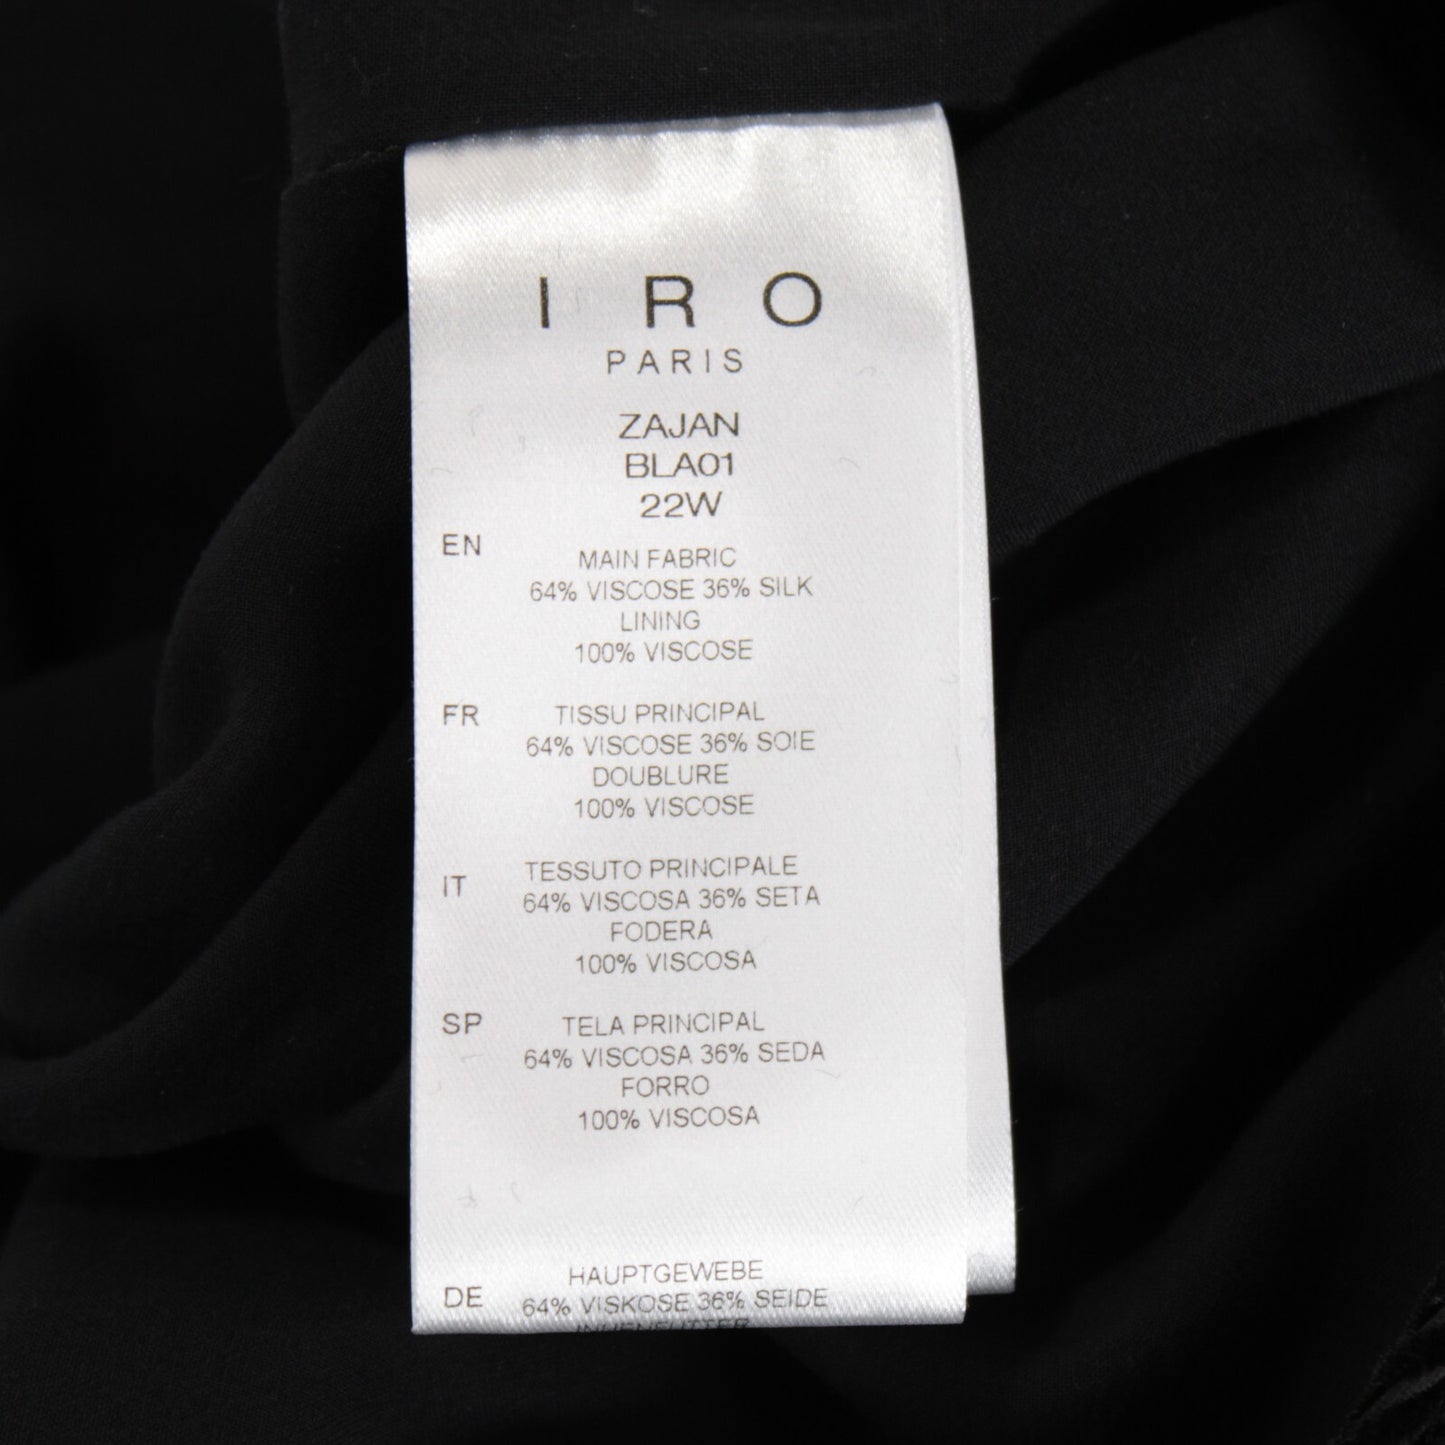 IRO
PARIS
ZAJAN
BLA01
22W
EN
MAIN FABRIC
64% VISCOSE 36% SILK
LINING
100% VISCOSE
FR
TISSU PRINCIPAL
64% VISCOSE 36% SOIE
DOUBLURE
100% VISCOSE
IT
TESSUTO PRINCIPALE
64% VISCOSA 36% SETA
FODERA
100% VISCOSA
SP
TELA PRINCIPAL
64% VISCOSA 36% SEDA
FORRO
100% VISCOSA
DE
HAUPTGEWEBE
64% VISKOSE 36% SEIDE